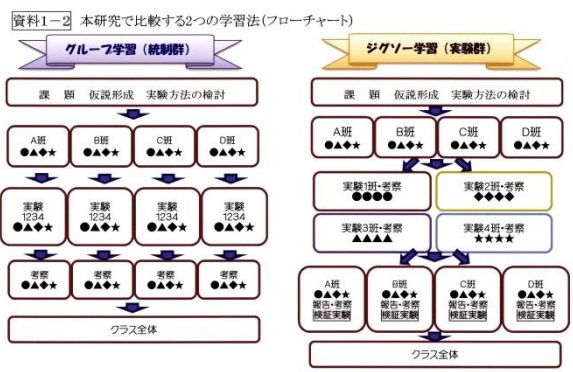 資料1-2 本研究で比較する2つの学習法(フローチャート)
グループ学習(統制群)
課 題 仮説形成 実験方法の検討
A班
●▲◆★
B班
●▲◆★
C班
●▲◆★
D班
●▲◆★
実験
1234
●▲◆★
実験
1234
●▲◆★
実験
1234
●▲◆★
実験
1234
●▲◆★
考察
●▲◆★
考察
●▲◆★
考察
●▲◆★
考察
●▲◆★
クラス全体
ジグソー学習(実験群)
課 題 仮説形成 実験方法の検討
A班
●▲◆★
B班
●▲◆★
C班
●▲◆★
D班
●▲◆★
実験1班・考察
●●●●
実験2班・考察
◆◆◆◆
実験3班・考察
▲▲▲▲
実験4班・考察
★★★★
A班
●▲◆★
報告・考察
検証実験
B班
●▲◆★
報告・考察
検証実験
C班
●▲◆★
報告・考察
検証実験
D班
●▲◆★
報告・考察
検証実験
クラス全体